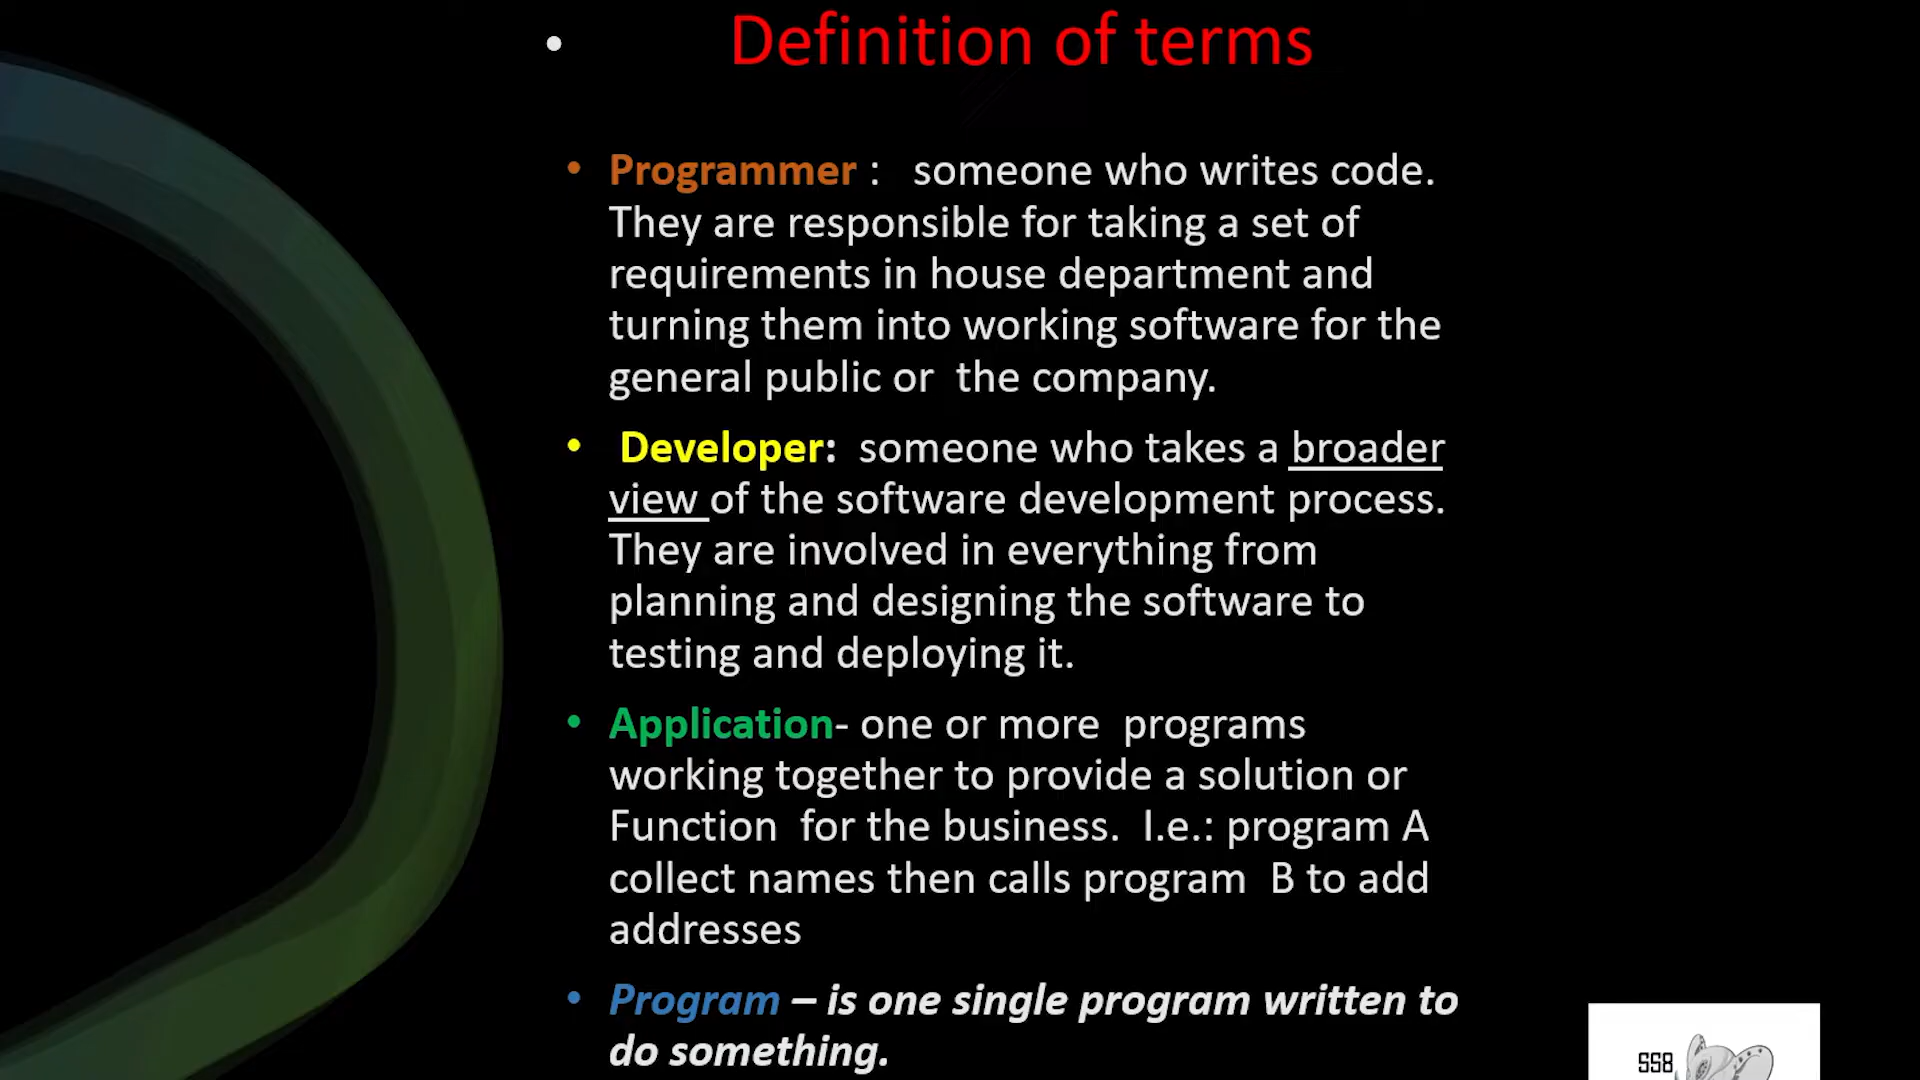 • Definition of terms
• Programmer : someone who writes code.
They are responsible for taking a set of
requirements in house department and
turning them into working software for the
general public or the company.
• Developer: someone who takes a broader
view of the software development process.
They are involved in everything from
planning and designing the software to
testing and deploying it.
• Application- one or more programs
working together to provide a solution or
Function for the business. I.e.: program A
collect names then calls program B to add
addresses
• Program – is one single program written to
do something.
SS8